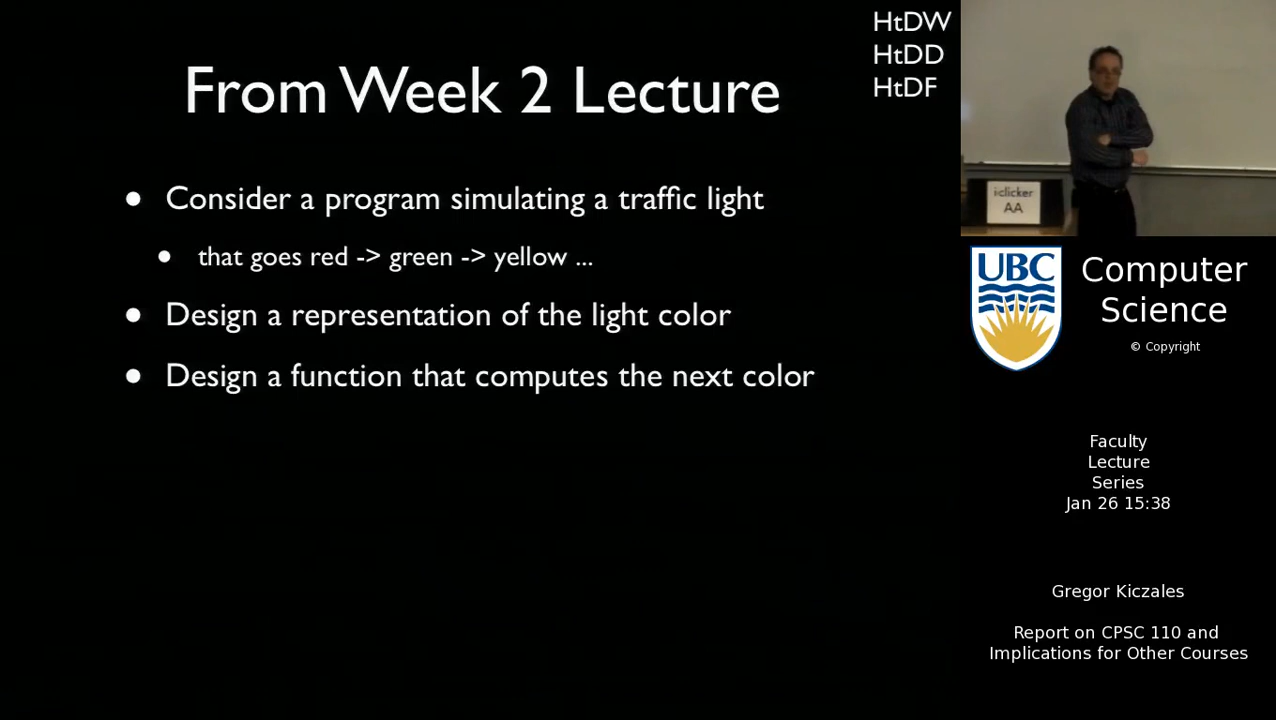 HtDW
HtDD
HtDF
From Week 2 Lecture
• Consider a program simulating a traffic light
• that goes red -> green -> yellow ...
• Design a representation of the light color
• Design a function that computes the next color
i>clicker
AA
UBC
Computer
Science
© Copyright
Faculty
Lecture
Series
Jan 26 15:38
Gregor Kiczales
Report on CPSC 110 and
Implications for Other Courses